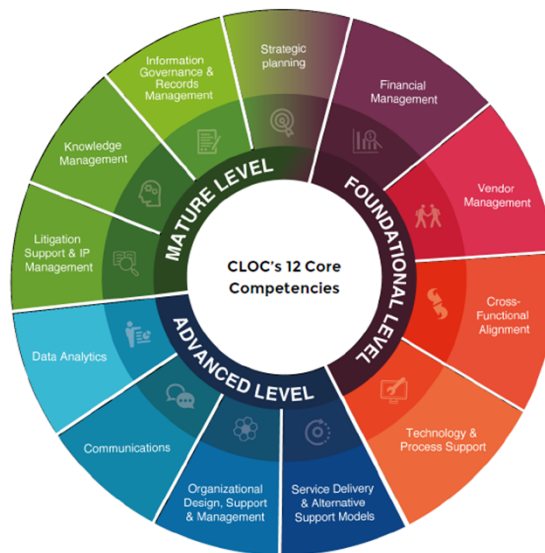 CLOC's 12 Core
Competencies
FOUNDATIONAL LEVEL
ADVANCED LEVEL
MATURE LEVEL
Strategic
planning
Financial
Management
Vendor
Management
Cross-
Functional
Alignment
Technology &
Process Support
Service Delivery
& Alternative
Support Models
Organizational
Design, Support
& Management
Communications
Data Analytics
Litigation
Support & IP
Management
Knowledge
Management
Information
Governance &
Records
Management